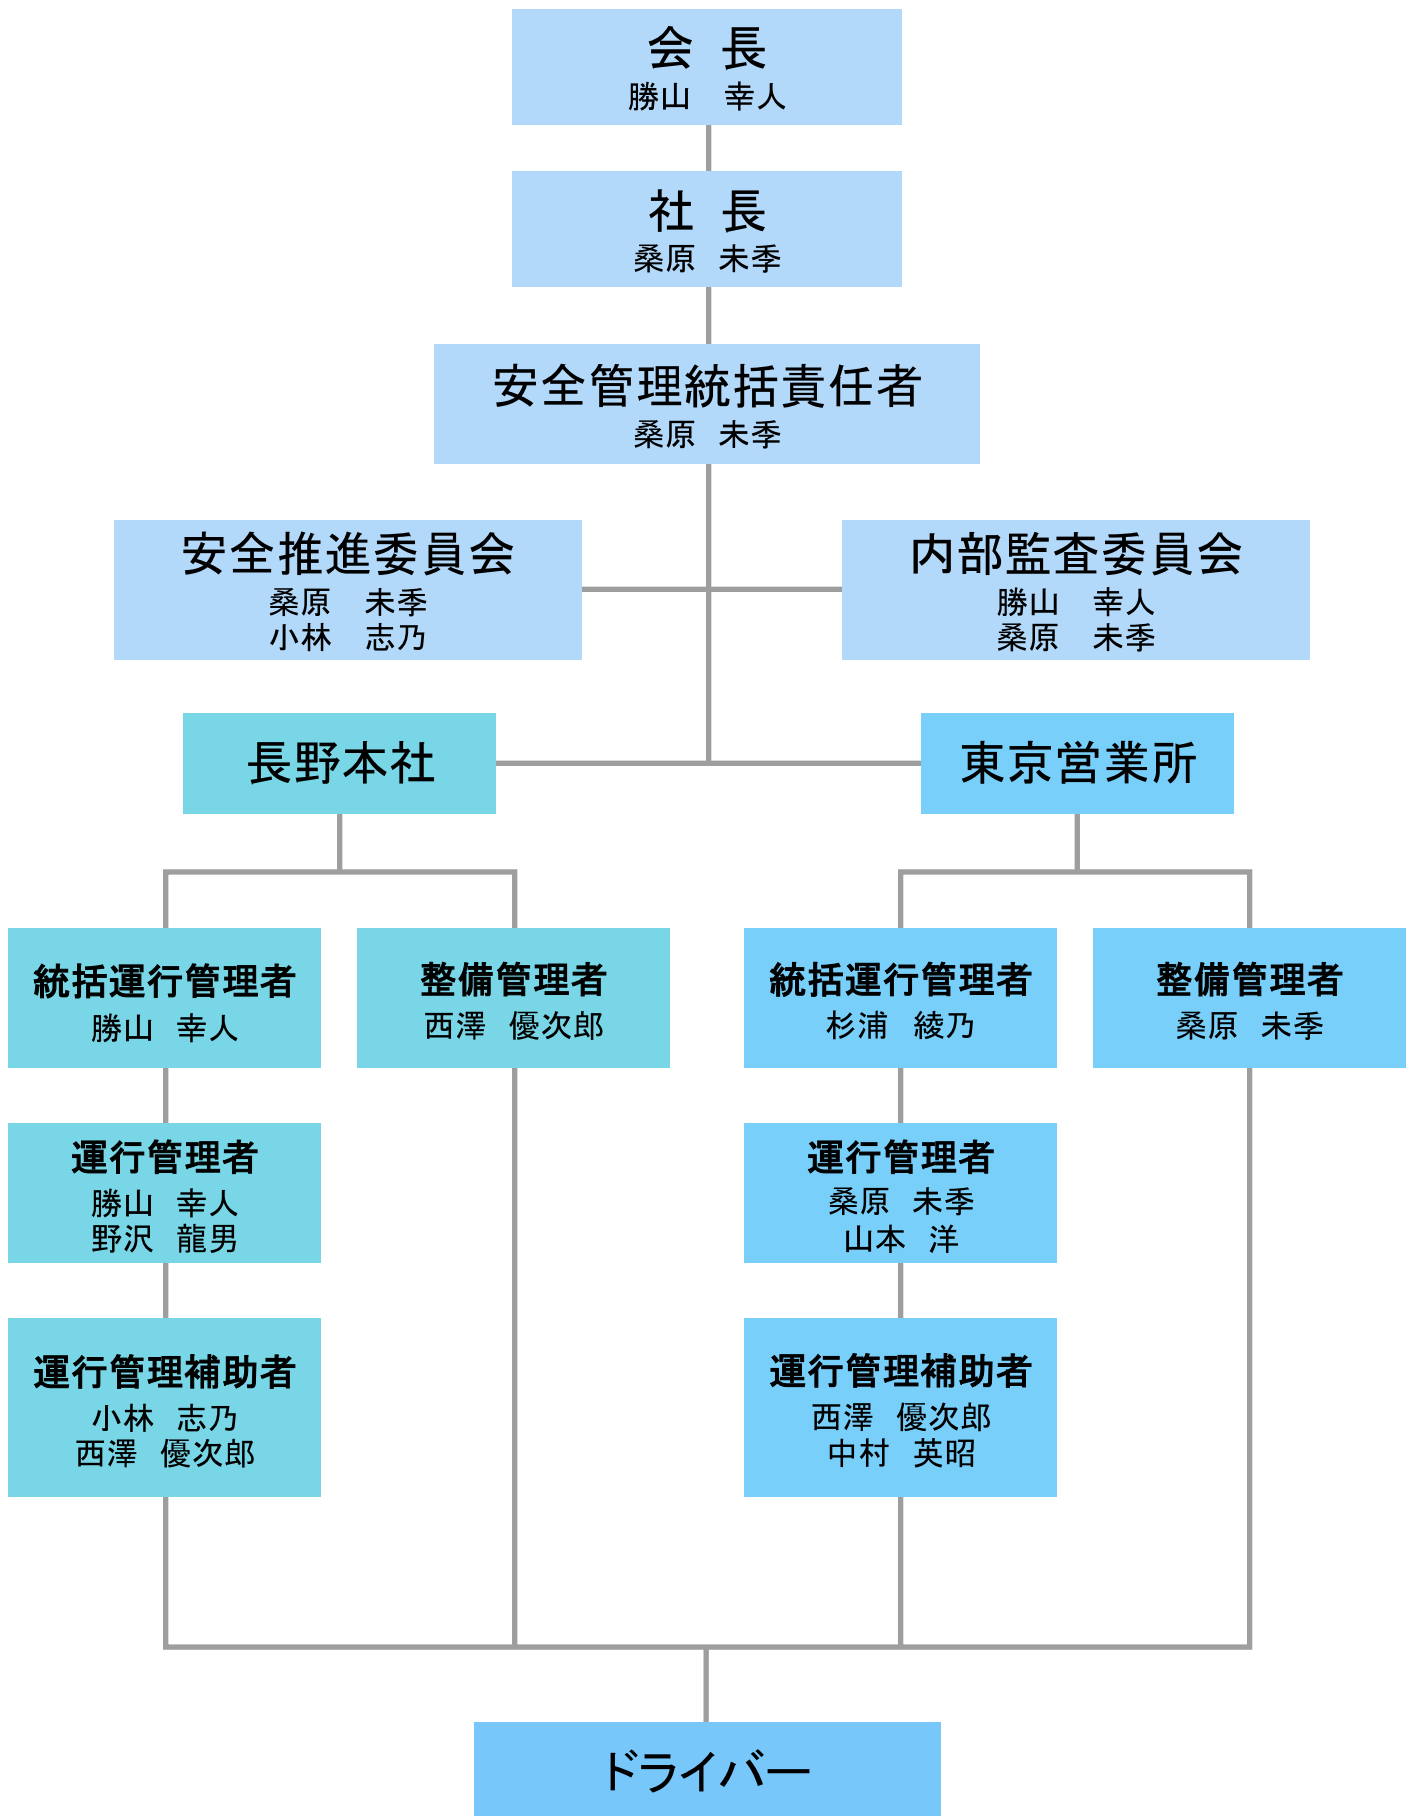 会 長
勝山　幸人
社 長
桑原 未季
安全管理統括責任者
桑原 未季
安全推進委員会
桑原　未季
小林　志乃
内部監査委員会
勝山　幸人
桑原　未季
長野本社
東京営業所
統括運行管理者
勝山 幸人
整備管理者
西澤 優次郎
統括運行管理者
杉浦 綾乃
整備管理者
桑原 未季
運行管理者
勝山 幸人
野沢 龍男
運行管理者
桑原 未季
山本 洋
運行管理補助者
小林 志乃
西澤 優次郎
運行管理補助者
西澤 優次郎
中村 英昭
ドライバー